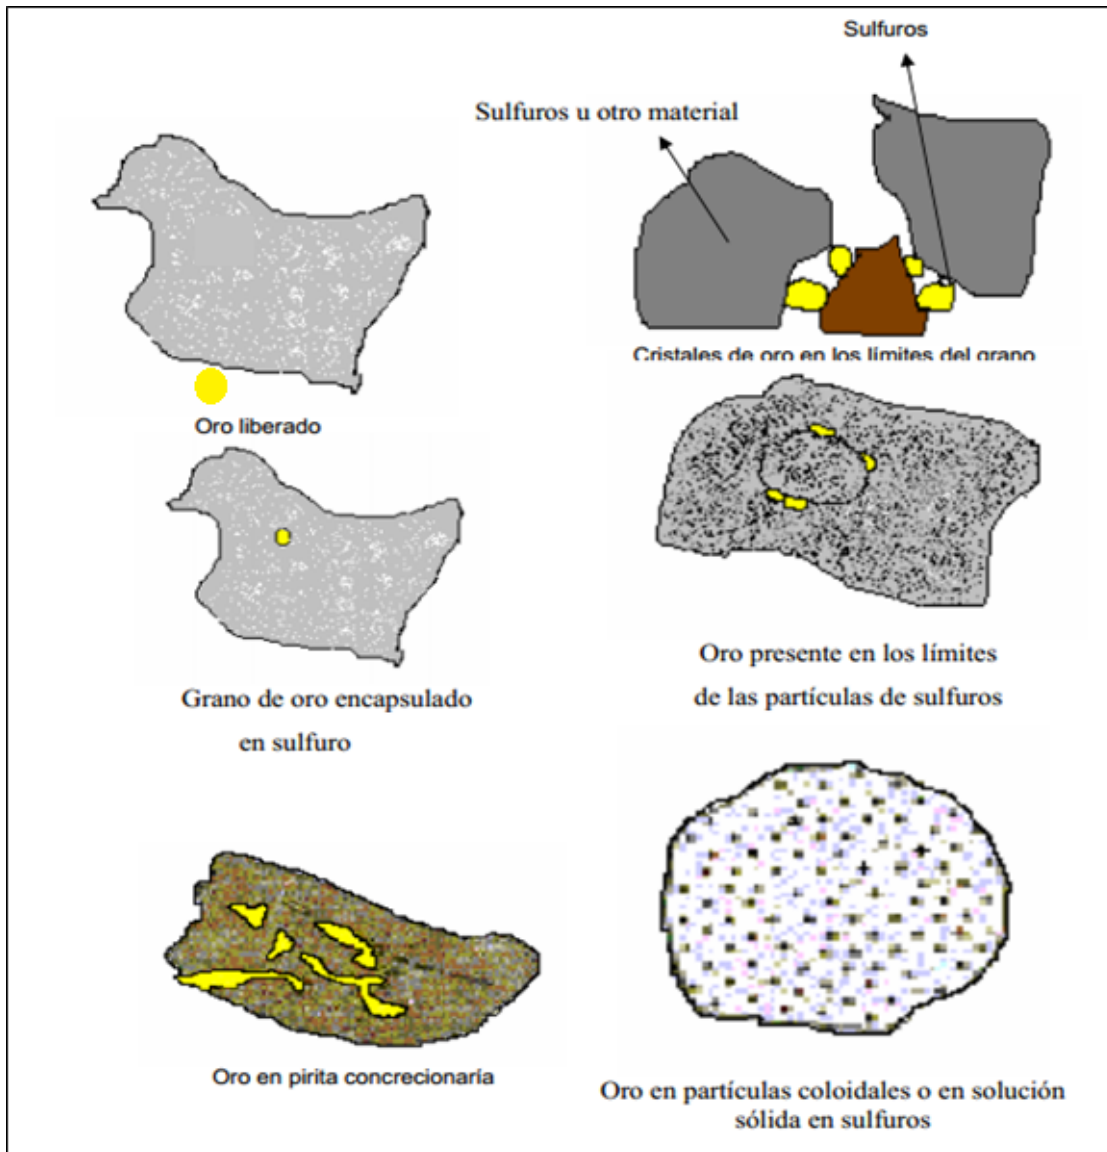 Sulfuros
Sulfuros u otro material
Cristales de oro en los límites del grano
Oro liberado
Oro presente en los límites
de las partículas de sulfuros
Grano de oro encapsulado
en sulfuro
Oro en pirita concrecionaría
Oro en partículas coloidales o en solución
sólida en sulfuros